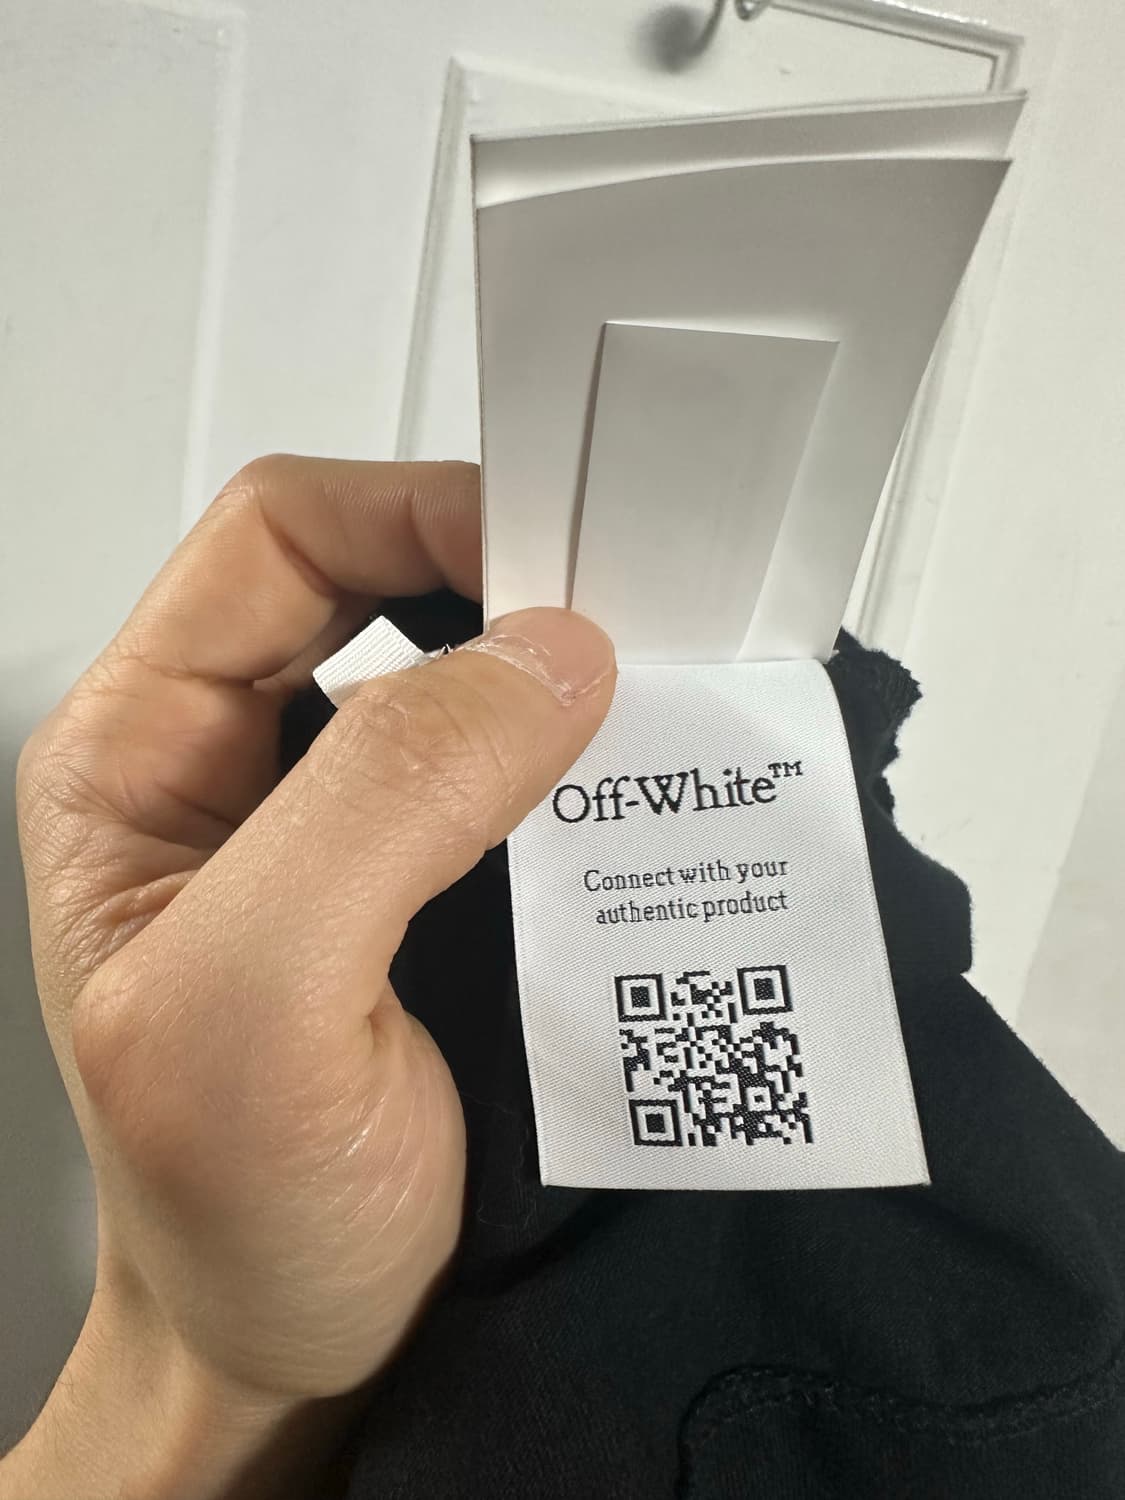 Off-White™
Connect with your
authentic product